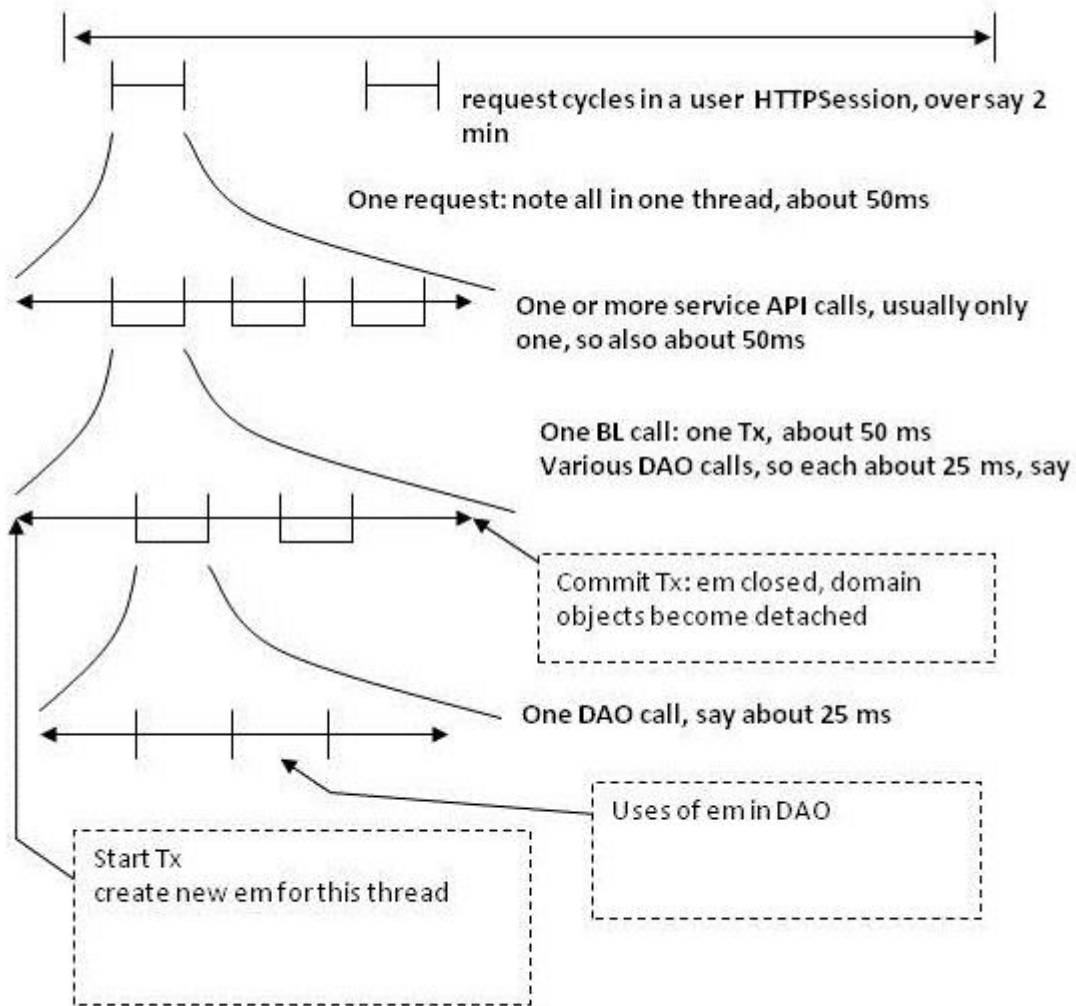 request cycles in a user HTTPSession, over say 2
min
One request: note all in one thread, about 50ms
One or more service API calls, usually only
one, so also about 50ms
One BL call: one Tx, about 50 ms
Various DAO calls, so each about 25 ms, say
Commit Tx: em closed, domain
objects become detached
One DAO call, say about 25 ms
Uses of em in DAO
Start Tx
create new em for this thread